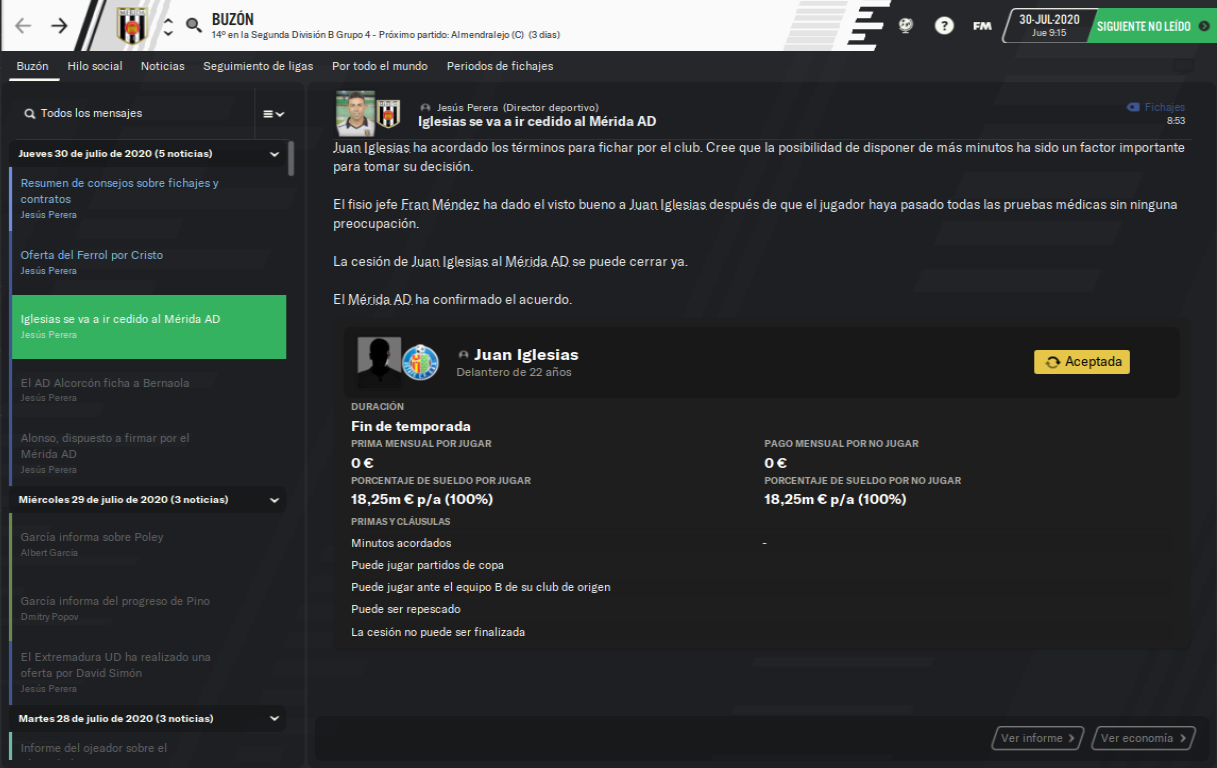 BUZÓN
14º en la Segunda División B Grupo 4 - Próximo partido: Almendralejo (C) (3 días)
FM
30-JUL-2020
Jue 9:15
SIGUIENTE NO LEÍDO
Buzón
Hilo social
Noticias
Seguimiento de ligas
Por todo el mundo
Periodos de fichajes
Todos los mensajes
Jueves 30 de julio de 2020 (5 noticias)
Resumen de consejos sobre fichajes y
contratos
Jesús Perera
Oferta del Ferrol por Cristo
Jesús Perera
Iglesias se va a ir cedido al Mérida AD
Jesús Perera
El AD Alcorcón ficha a Bernaola
Jesús Perera
Alonso, dispuesto a firmar por el
Mérida AD
Jesús Perera
Miércoles 29 de julio de 2020 (3 noticias)
García informa sobre Poley
Albert García
García informa del progreso de Pino
Dmitry Popov
El Extremadura UD ha realizado una
oferta por David Simón
Jesús Perera
Martes 28 de julio de 2020 (3 noticias)
Informe del ojeador sobre el
Jesús Perera (Director deportivo)
Iglesias se va a ir cedido al Mérida AD
Fichajes
8:53
Juan Iglesias ha acordado los términos para fichar por el club. Cree que la posibilidad de disponer de más minutos ha sido un factor importante
para tomar su decisión.
El fisio jefe Fran Méndez ha dado el visto bueno a Juan Iglesias después de que el jugador haya pasado todas las pruebas médicas sin ninguna
preocupación.
La cesión de Juan Iglesias al Mérida AD se puede cerrar ya.
El Mérida AD ha confirmado el acuerdo.
Juan Iglesias
Delantero de 22 años
Aceptada
DURACIÓN
Fin de temporada
PRIMA MENSUAL POR JUGAR
0 €
PAGO MENSUAL POR NO JUGAR
0 €
PORCENTAJE DE SUELDO POR JUGAR
18,25m € p/a (100%)
PORCENTAJE DE SUELDO POR NO JUGAR
18,25m € p/a (100%)
PRIMAS Y CLÁUSULAS
Minutos acordados -
Puede jugar partidos de copa
Puede jugar ante el equipo B de su club de origen
Puede ser repescado
La cesión no puede ser finalizada
Ver informe
Ver economía